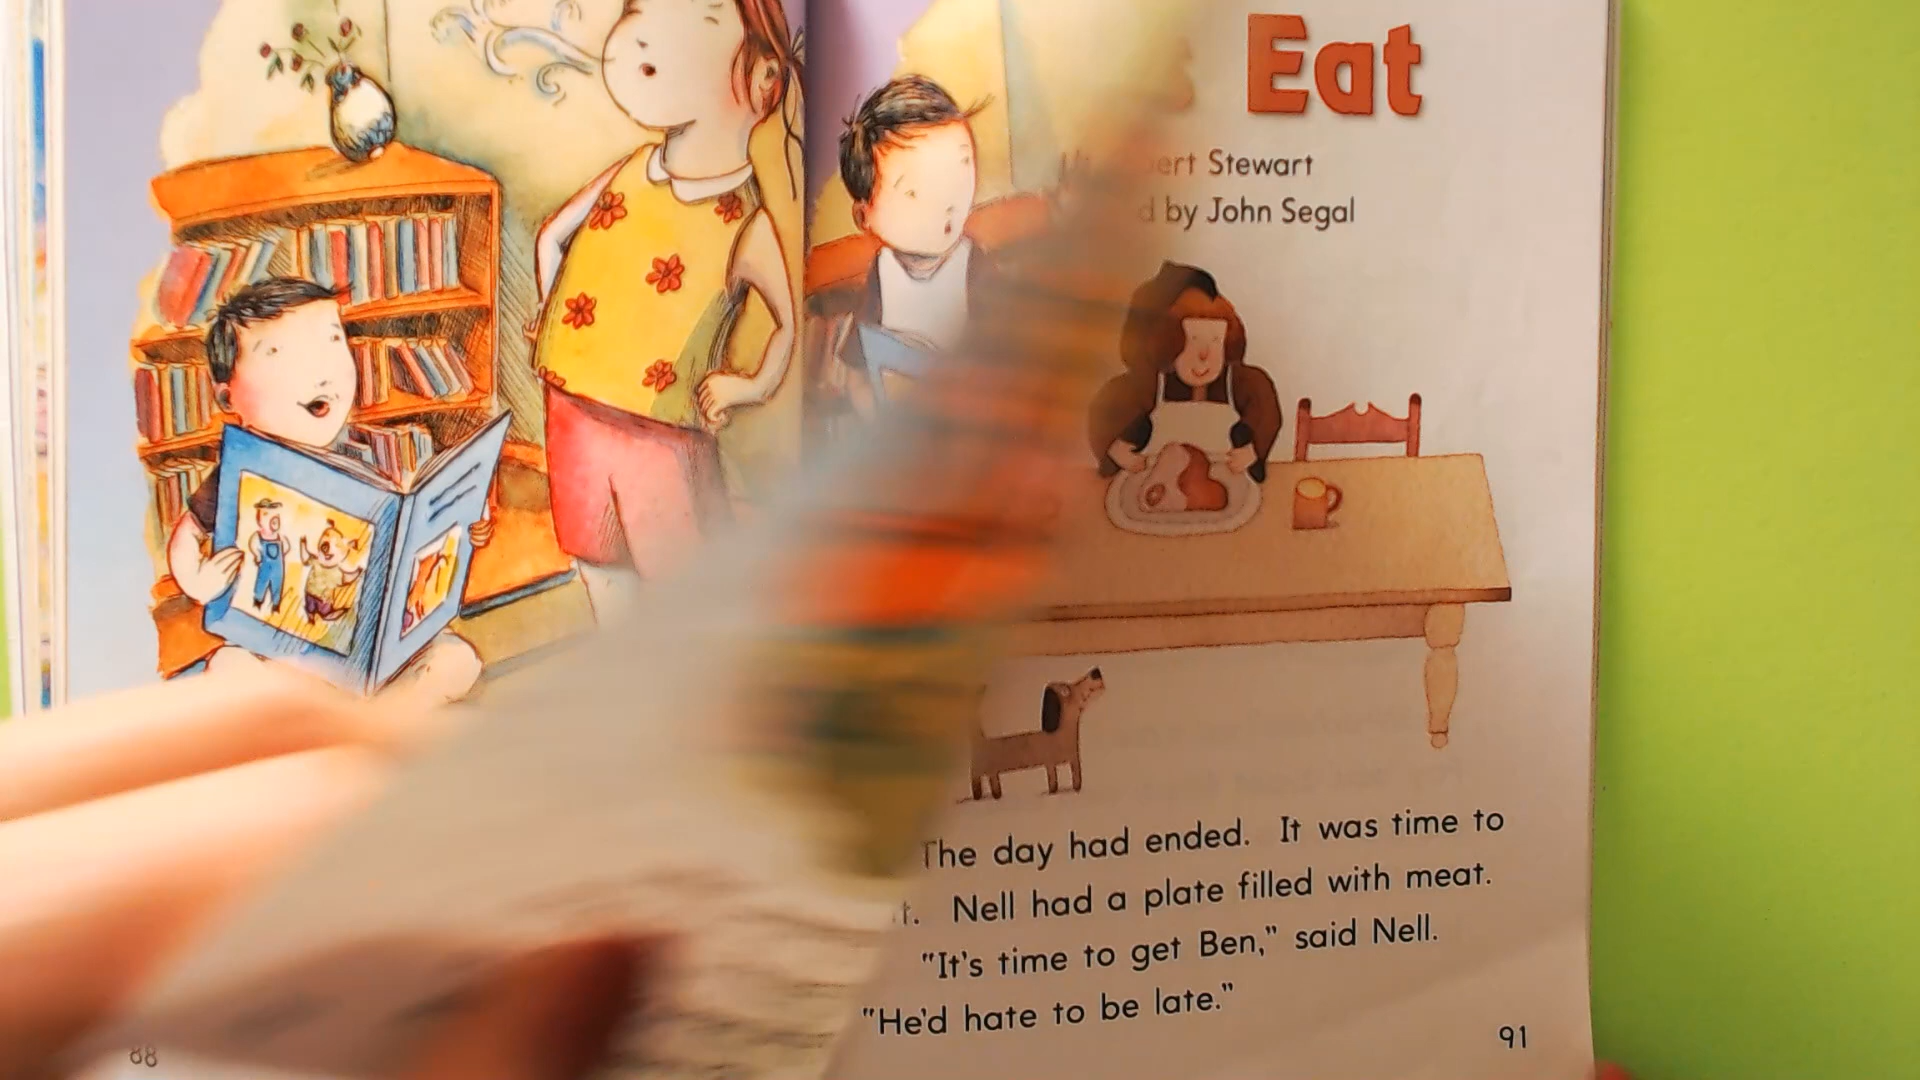 Eat
Stewart
by John Segal
The day had ended. It was time to
Nell had a plate filled with meat.
"It's time to get Ben," said Nell.
"He'd hate to be late."
88
91